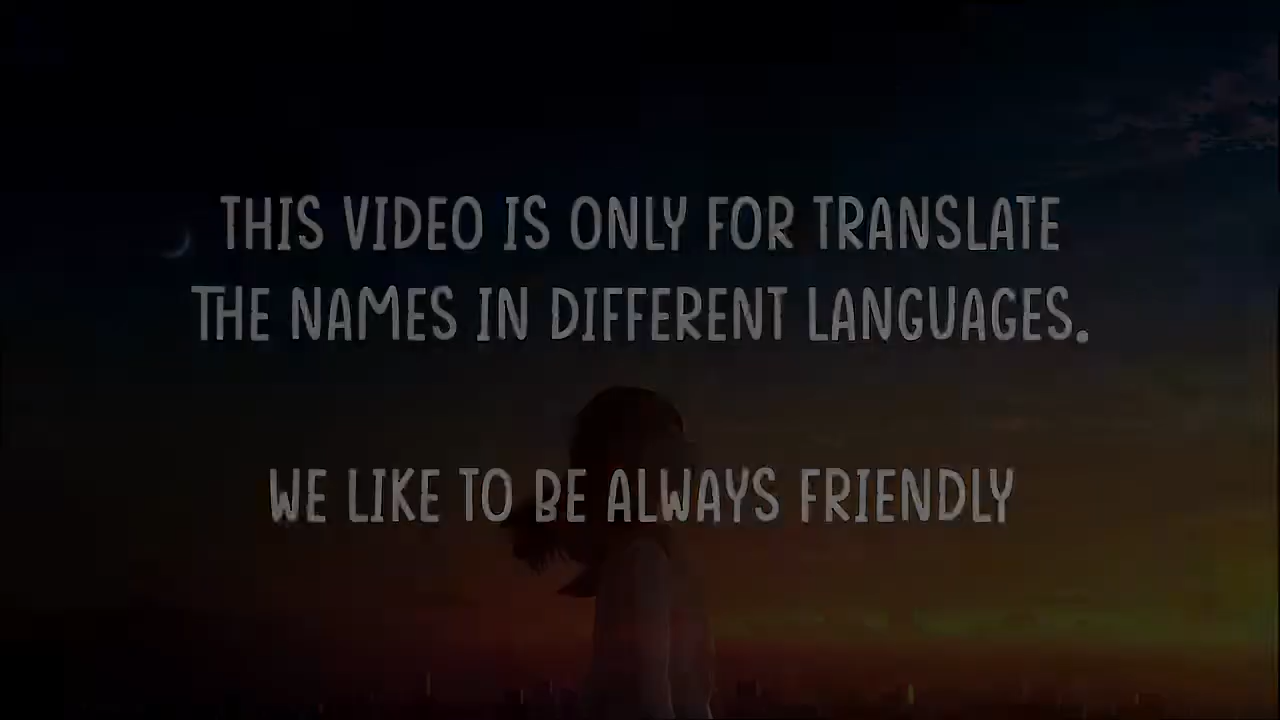 THIS VIDEO IS ONLY FOR TRANSLATE
THE NAMES IN DIFFERENT LANGUAGES.
WE LIKE TO BE ALWAYS FRIENDLY